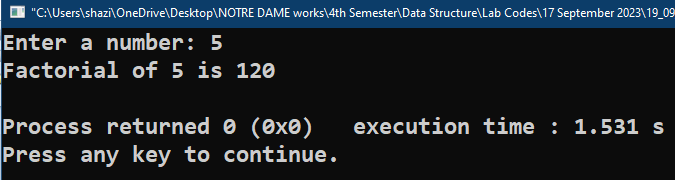 "C:\Users\shazi\OneDrive\Desktop\NOTRE DAME works\4th Semester\Data Structure\Lab Codes\17 September 2023\19_09
Enter a number: 5
Factorial of 5 is 120
Process returned 0 (0x0)   execution time : 1.531 s
Press any key to continue.